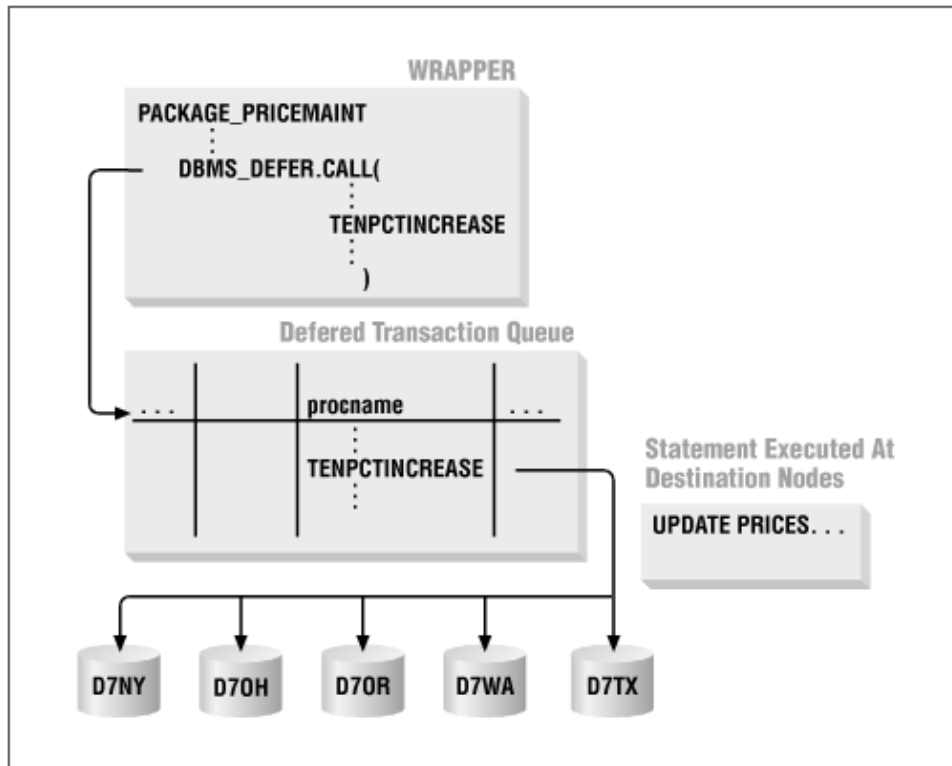 WRAPPER
PACKAGE_PRICEMAINT
DBMS_DEFER.CALL(
TENPCTINCREASE
)
Defered Transaction Queue
. . . procname . . .
TENPCTINCREASE
Statement Executed At
Destination Nodes
UPDATE PRICES. . .
D7NY D7OH D7OR D7WA D7TX